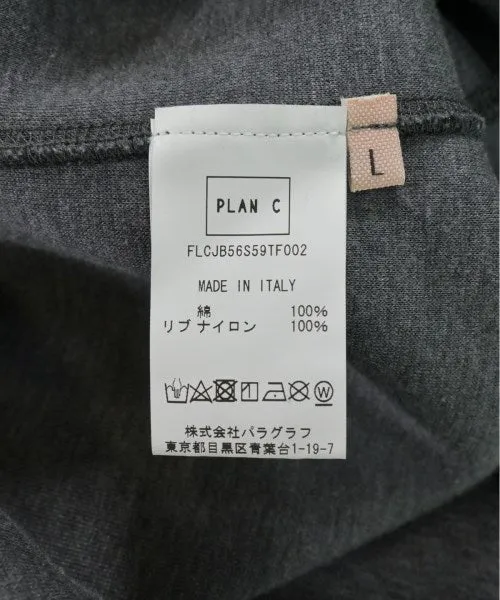 L
PLAN C
FLCJB56S59TF002
MADE IN ITALY
綿 100%
リブ ナイロン 100%
株式会社パラグラフ
東京都目黒区青葉台1-19-7